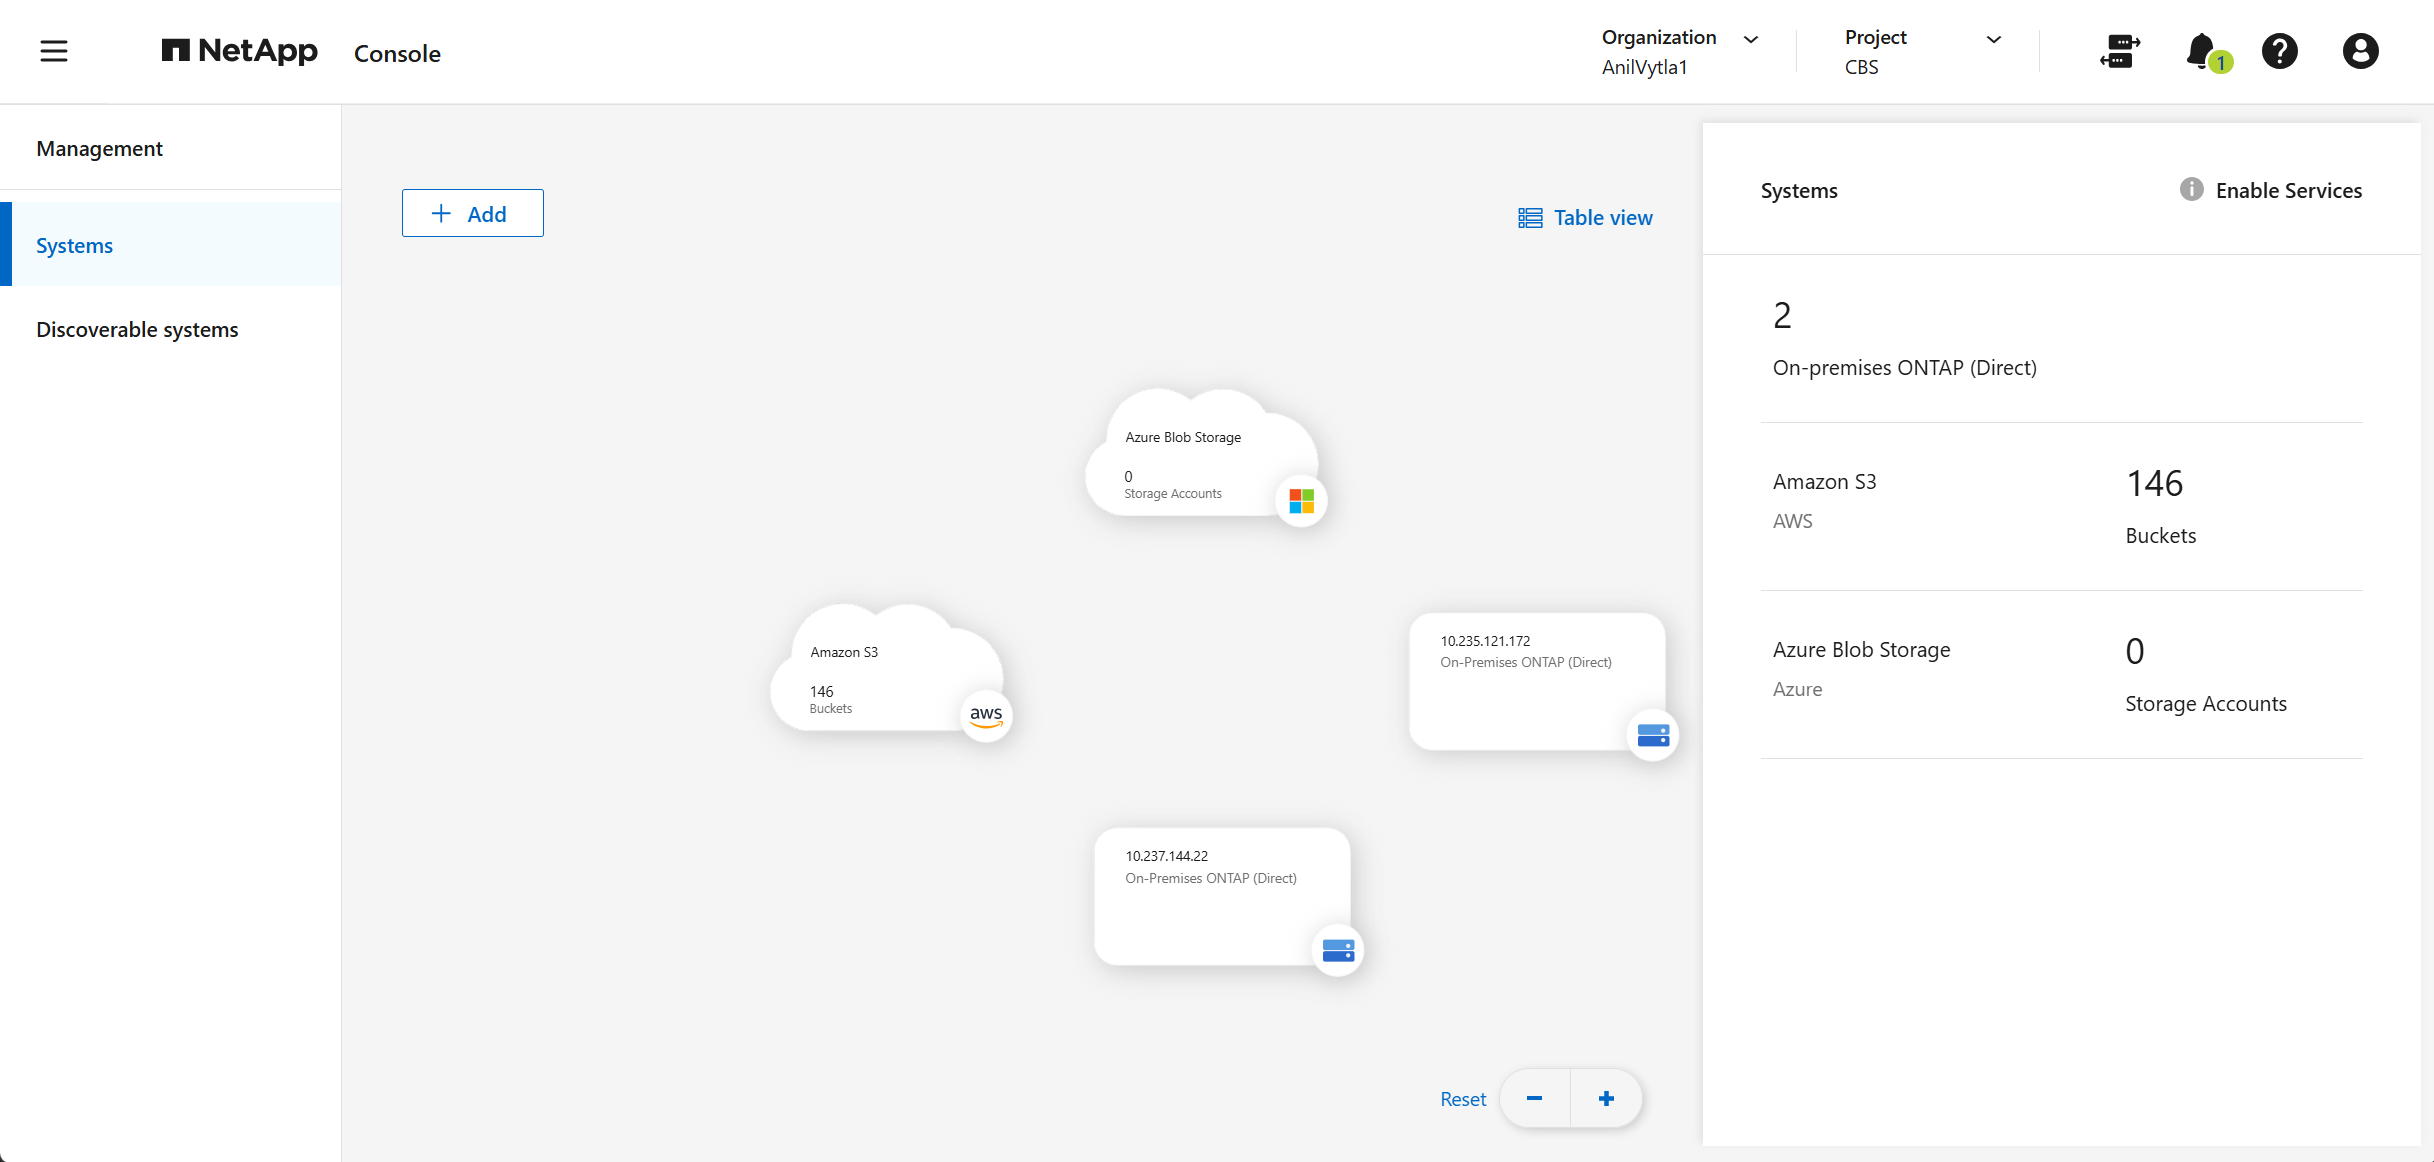 NetApp Console
Organization
AnilVytla1
Project
CBS
1
Management
Systems
Discoverable systems
Add
Table view
Azure Blob Storage
0
Storage Accounts
Amazon S3
146
Buckets
aws
10.235.121.172
On-Premises ONTAP (Direct)
10.237.144.22
On-Premises ONTAP (Direct)
Reset
Systems
Enable Services
2
On-premises ONTAP (Direct)
Amazon S3
AWS
146
Buckets
Azure Blob Storage
Azure
0
Storage Accounts